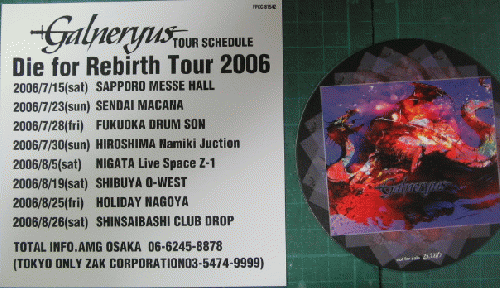 Galneryus TOUR SCHEDULE
Die for Rebirth Tour 2006
2006/7/15(sat) SAPPORO MESSE HALL
2006/7/23(sun) SENDAI MACANA
2006/7/28(fri) FUKUOKA DRUM SON
2006/7/30(sun) HIROSHIMA Namiki Juction
2006/8/5(sat) NIGATA Live Space Z-1
2006/8/19(sat) SHIBUYA O-WEST
2006/8/25(fri) HOLIDAY NAGOYA
2006/8/26(sat) SHINSAIBASHI CLUB DROP
TOTAL INFO.AMG OSAKA 06-6245-8878
(TOKYO ONLY ZAK CORPORATION03-5474-9999)
Galneryus